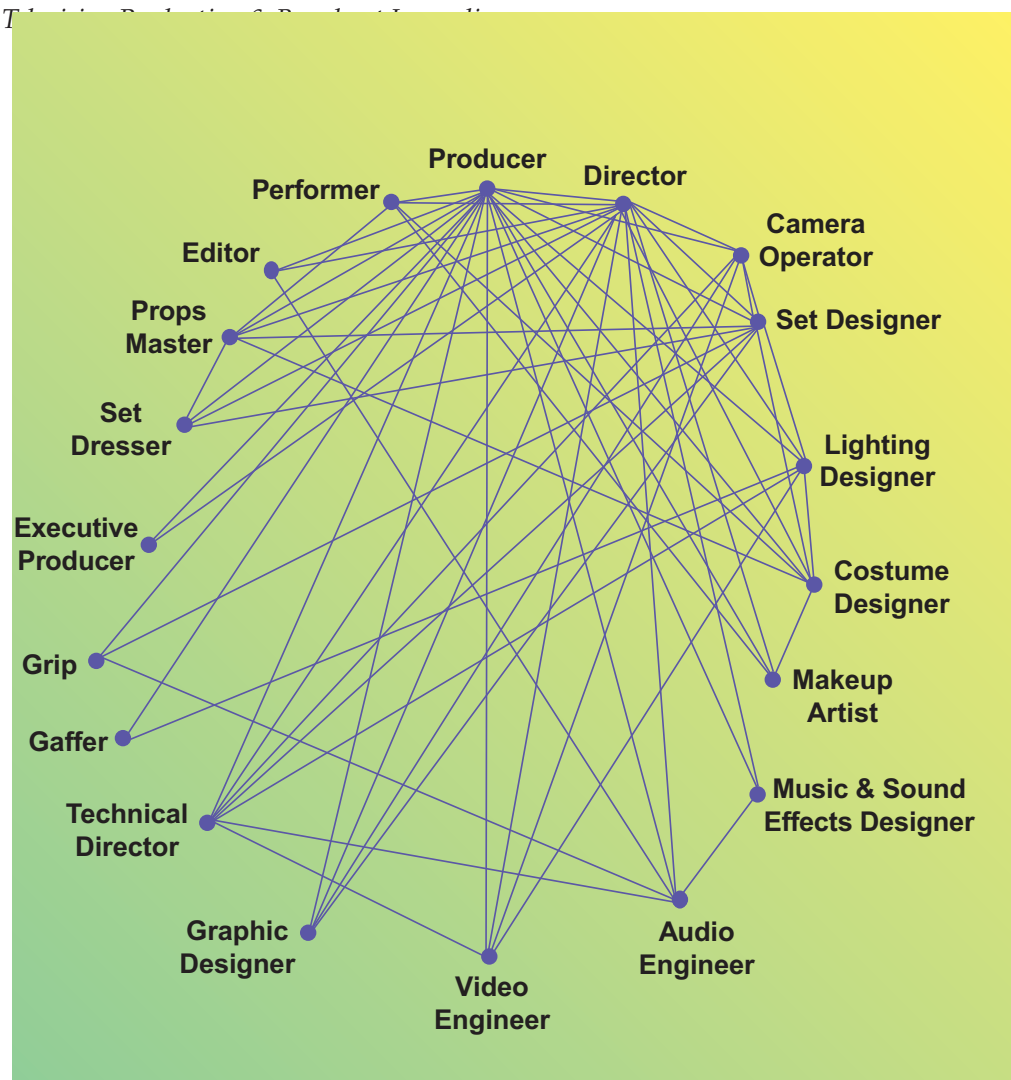 Producer
Director
Performer
Camera
Operator
Editor
Props
Master
Set Designer
Set
Dresser
Lighting
Designer
Executive
Producer
Costume
Designer
Grip
Makeup
Artist
Gaffer
Technical
Director
Music & Sound
Effects Designer
Graphic
Designer
Audio
Engineer
Video
Engineer